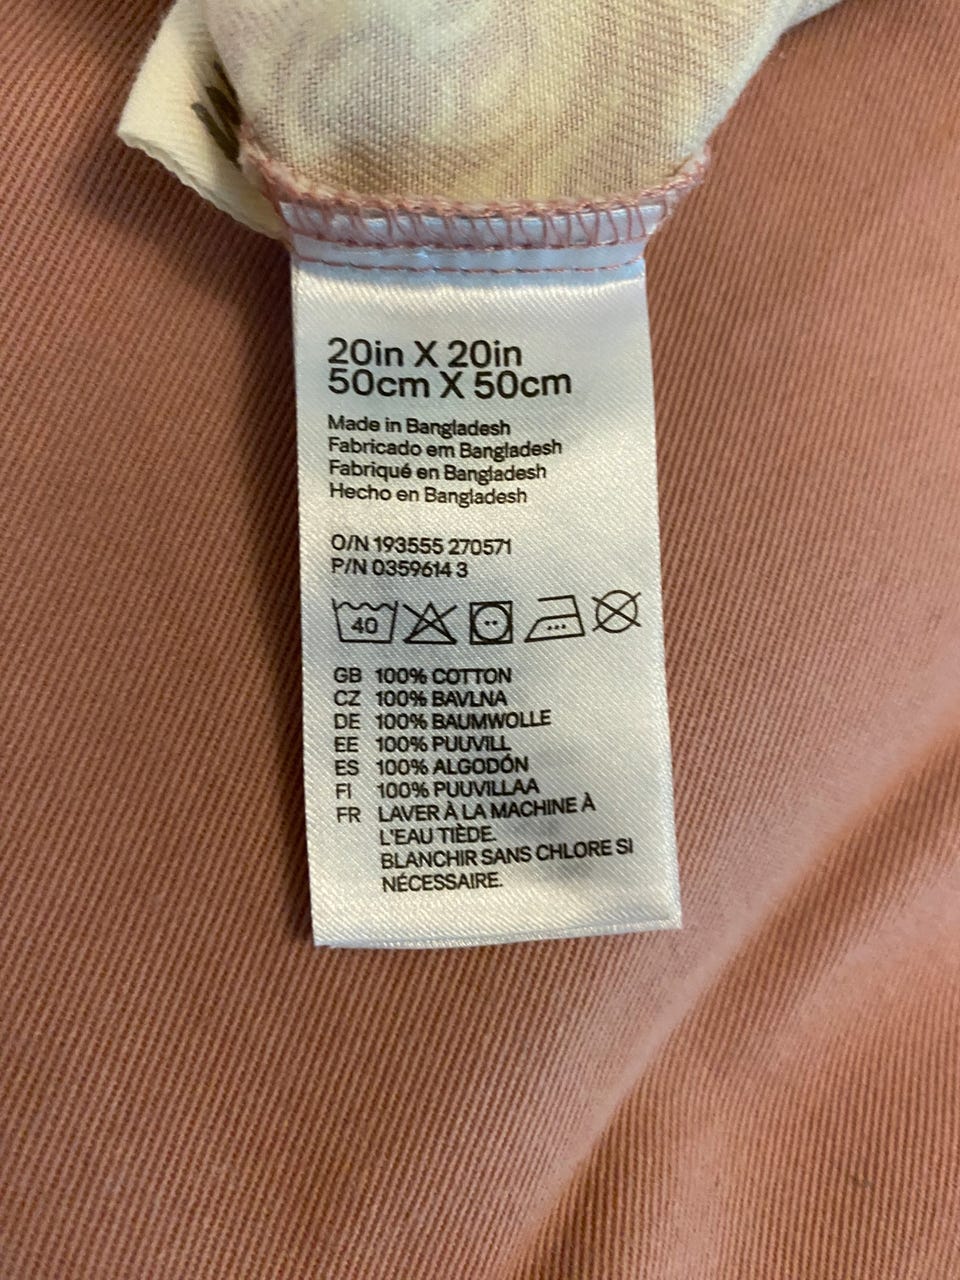 20in X 20in
50cm X 50cm
Made in Bangladesh
Fabricado em Bangladesh
Fabriqué en Bangladesh
Hecho en Bangladesh
O/N 193555 270571
P/N 0359614 3
40
GB 100% COTTON
CZ 100% BAVLNA
DE 100% BAUMWOLLE
EE 100% PUUVILL
ES 100% ALGODÓN
FI 100% PUUVILLAA
FR LAVER À LA MACHINE À
L'EAU TIÈDE.
BLANCHIR SANS CHLORE SI
NÉCESSAIRE.